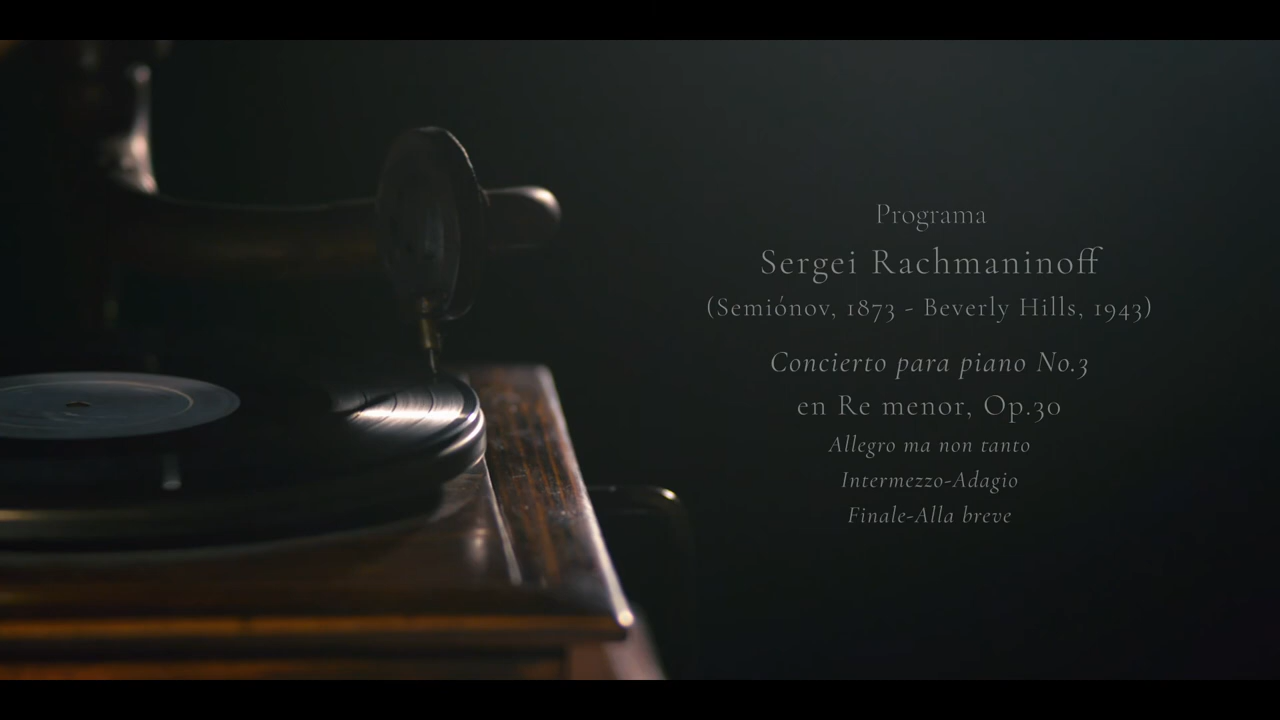 Programa
Sergei Rachmaninoff
(Semiónov, 1873 - Beverly Hills, 1943)
Concierto para piano No.3
en Re menor, Op.30
Allegro ma non tanto
Intermezzo-Adagio
Finale-Alla breve